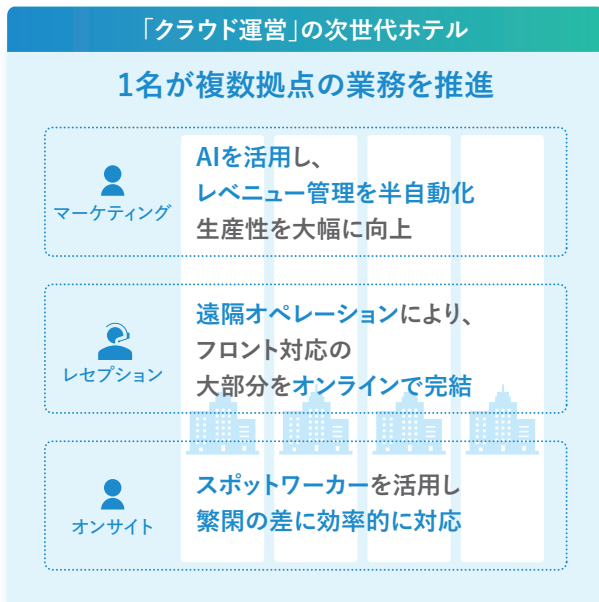 「クラウド運営」の次世代ホテル
1名が複数拠点の業務を推進
マーケティング
AIを活用し、
レベニュー管理を半自動化
生産性を大幅に向上
レセプション
遠隔オペレーションにより、
フロント対応の
大部分をオンラインで完結
オンサイト
スポットワーカーを活用し
繁閑の差に効率的に対応